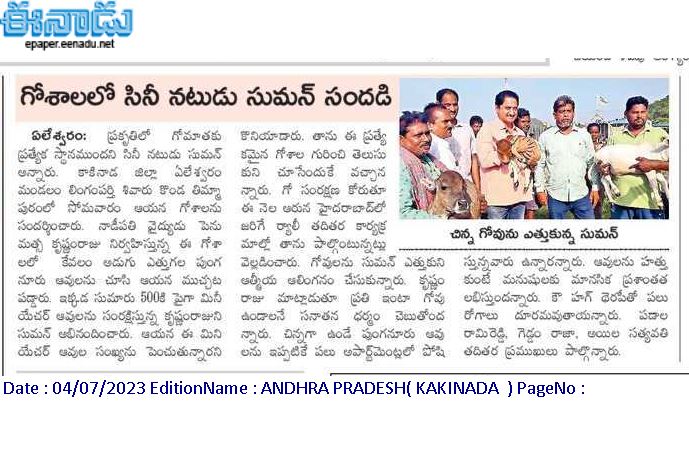 ఈనాడు
epaper.eenadu.net
గోశాలలో సినీ నటుడు సుమన్ సందడి
ఏలేశ్వరం: ప్రకృతిలో గోమాతకు
ప్రత్యేక స్థానముందని సినీ నటుడు సుమన్
అన్నారు. కాకినాడ జిల్లా ఏలేశ్వరం
మండలం లింగంపర్తి శివారు కొండ తిమ్మా
పురంలో సోమవారం ఆయన గోశాలను
సందర్శించారు. నాడీపతి వైద్యుడు పెను
మత్స కృష్ణంరాజు నిర్వహిస్తున్న ఈ గోశా
లలో కేవలం అడుగు ఎత్తుగల పుంగ
నూరు ఆవులను చూసి ఆయన ముచ్చట
పడ్డారు. ఇక్కడ సుమారు 500కి పైగా మినీ
యేచర్ ఆవులను సంరక్షిస్తున్న కృష్ణంరాజుని
సుమన్ అభినందించారు. ఆయన ఈ మినీ
యేచర్ ఆవుల సంఖ్యను పెంచుతున్నారని
కొనియాడారు. తాను ఈ ప్రత్యే
కమైన గోశాల గురించి తెలుసు
కుని చూసేందుకే వచ్చాన
న్నారు. గో సంరక్షణ కోరుతూ
ఈ నెల ఆరున హైదరాబాద్‌లో
జరిగే ర్యాలీ తదితర కార్యక్ర
మాల్లో తాను పాల్గొంటున్నట్లు
వెల్లడించారు. గోవులను సుమన్ ఎత్తుకుని
ఆత్మీయ ఆలింగనం చేసుకున్నారు. కృష్ణం
రాజు మాట్లాడుతూ ప్రతి ఇంటా గోవు
ఉండాలనే సనాతన ధర్మం చెబుతోంద
న్నారు. చిన్నగా ఉండే పుంగనూరు ఆవు
లను ఇప్పటికే పలు అపార్ట్‌మెంట్లలో పోషి
చిన్న గోవును ఎత్తుకున్న సుమన్
స్తున్నవారు ఉన్నారన్నారు. ఆవులను హత్తు
కుంటే మనుషులకు మానసిక ప్రశాంతత
లభిస్తుందన్నారు. కౌ హగ్ థెరపీతో పలు
రోగాలు దూరమవుతాయన్నారు. పదాల
రామిరెడ్డి, గెడ్డం రాజా, అయిల సత్యవతి
తదితర ప్రముఖులు పాల్గొన్నారు.
Date : 04/07/2023 EditionName : ANDHRA PRADESH( KAKINADA ) PageNo :